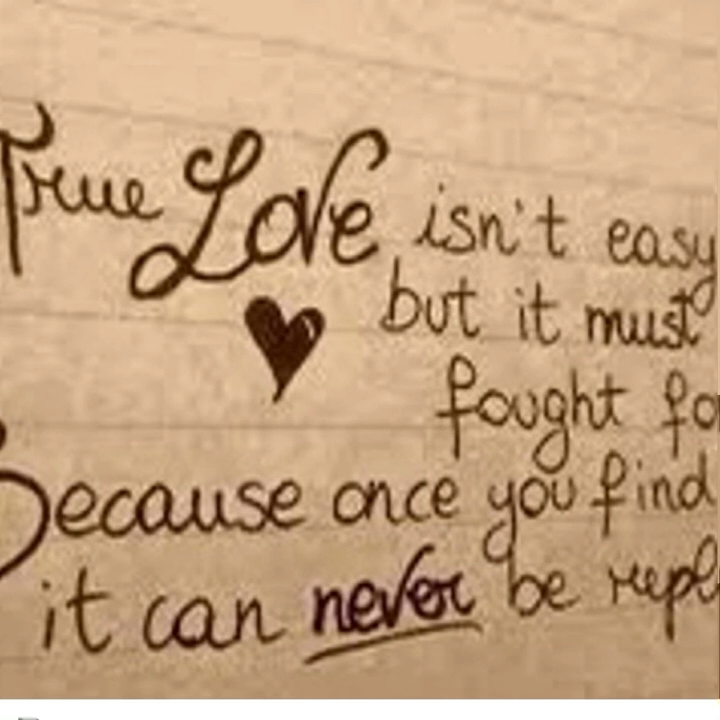 True Love isn't easy
but it must
fought fo
Because once you find
it can never be repl